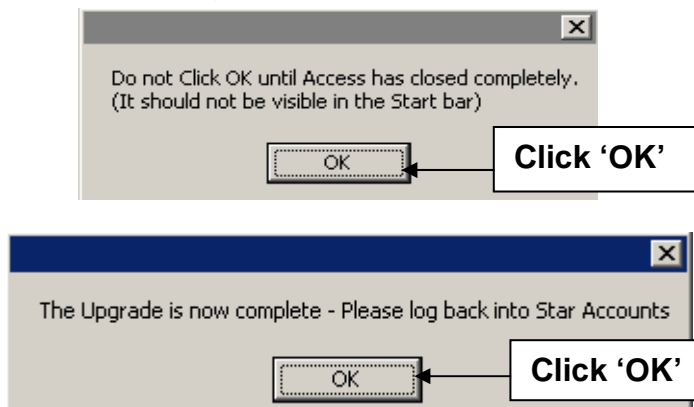 Do not Click OK until Access has closed completely.
(It should not be visible in the Start bar)
OK
Click ‘OK’
The Upgrade is now complete - Please log back into Star Accounts
OK
Click ‘OK’